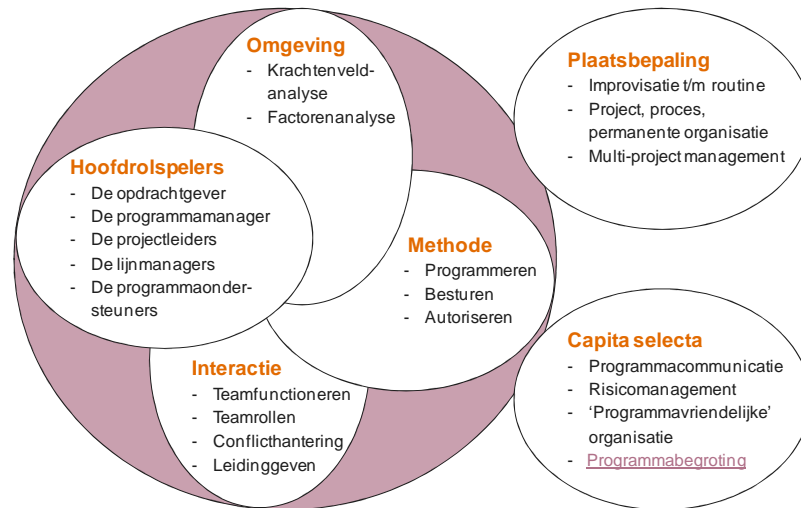 Omgeving
- Krachtenveld-
analyse
- Factorenanalyse
Hoofdrolspelers
- De opdrachtgever
- De programmamanager
- De projectleiders
- De lijnmanagers
- De programmaonder-
steuners
Methode
- Programmeren
- Besturen
- Autoriseren
Interactie
- Teamfunctioneren
- Teamrollen
- Conflicthantering
- Leidinggeven
Plaatsbepaling
- Improvisatie t/m routine
- Project, proces,
permanente organisatie
- Multi-project management
Capita selecta
- Programmacommunicatie
- Risicomanagement
- ‘Programmavriendelijke’
organisatie
- Programmabegroting